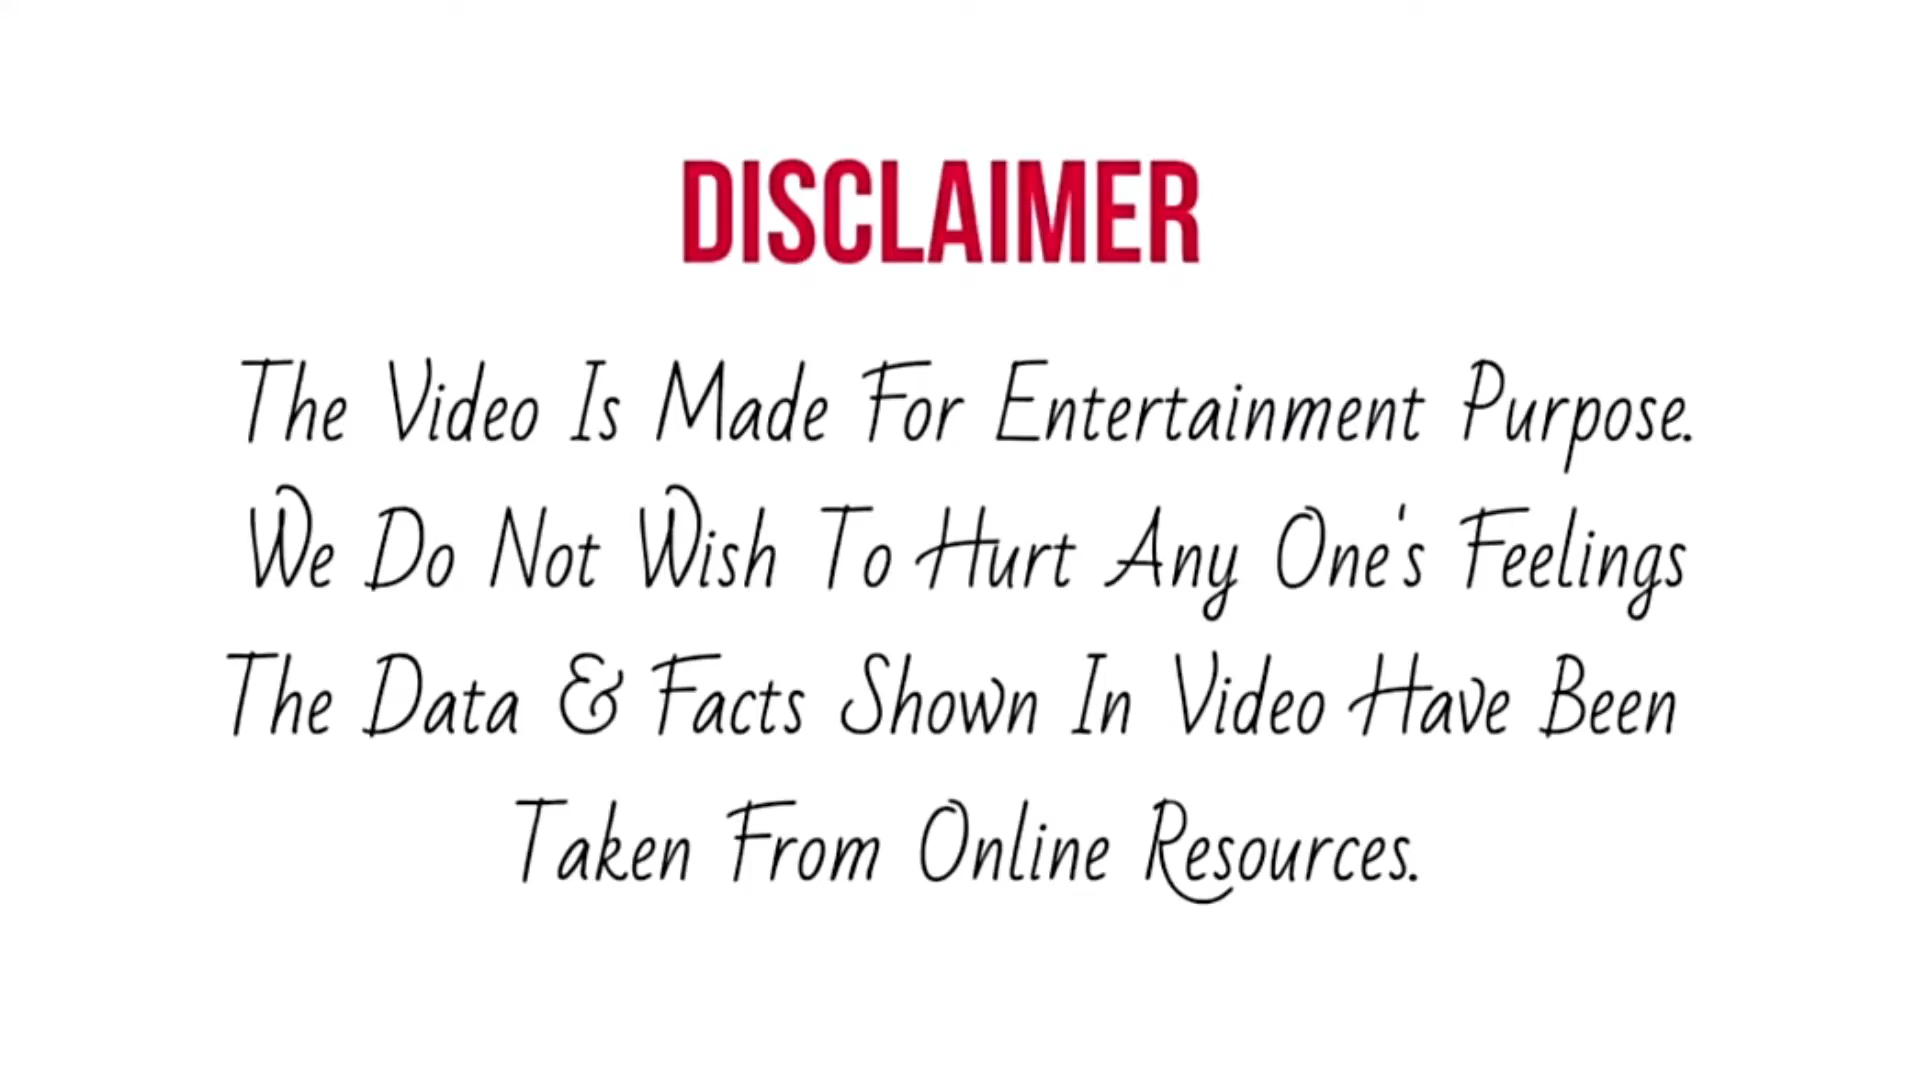 DISCLAIMER
The Video Is Made For Entertainment Purpose.
We Do Not Wish To Hurt Any One's Feelings
The Data & Facts Shown In Video Have Been
Taken From Online Resources.